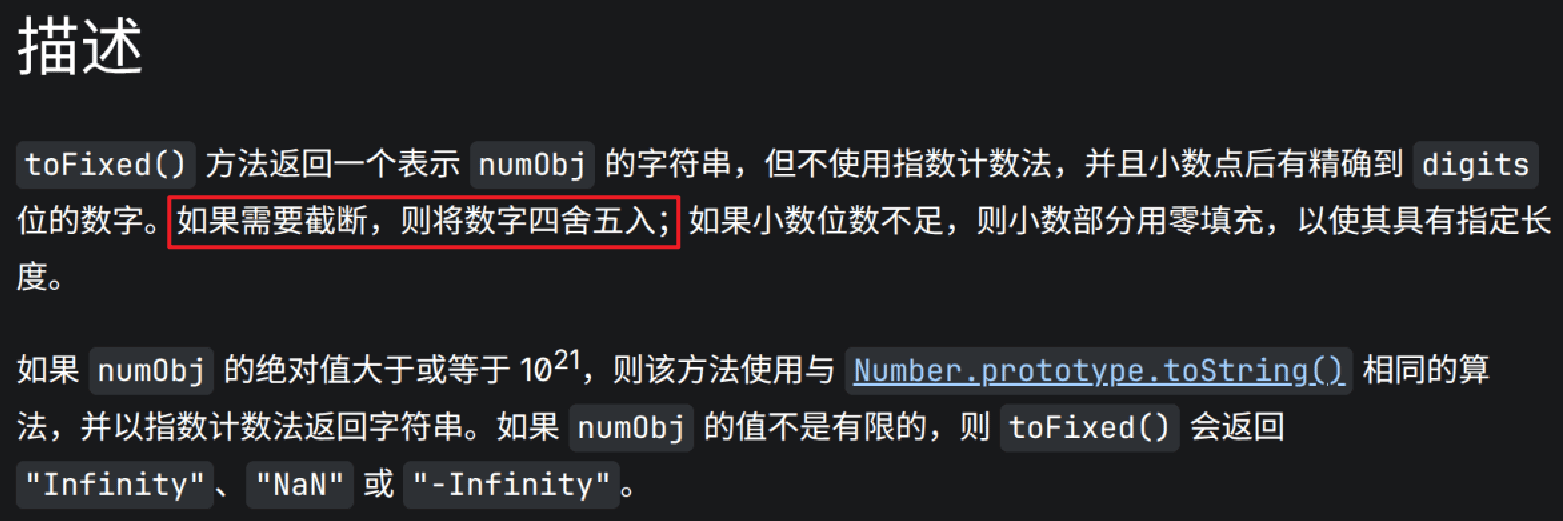 描述
toFixed() 方法返回一个表示 numObj 的字符串，但不使用指数计数法，并且小数点后有精确到 digits
位的数字。如果需要截断，则将数字四舍五入；如果小数位数不足，则小数部分用零填充，以使其具有指定长
度。
如果 numObj 的绝对值大于或等于 10²¹，则该方法使用与 Number.prototype.toString() 相同的算
法，并以指数计数法返回字符串。如果 numObj 的值不是有限的，则 toFixed() 会返回
"Infinity"、"NaN" 或 "-Infinity"。